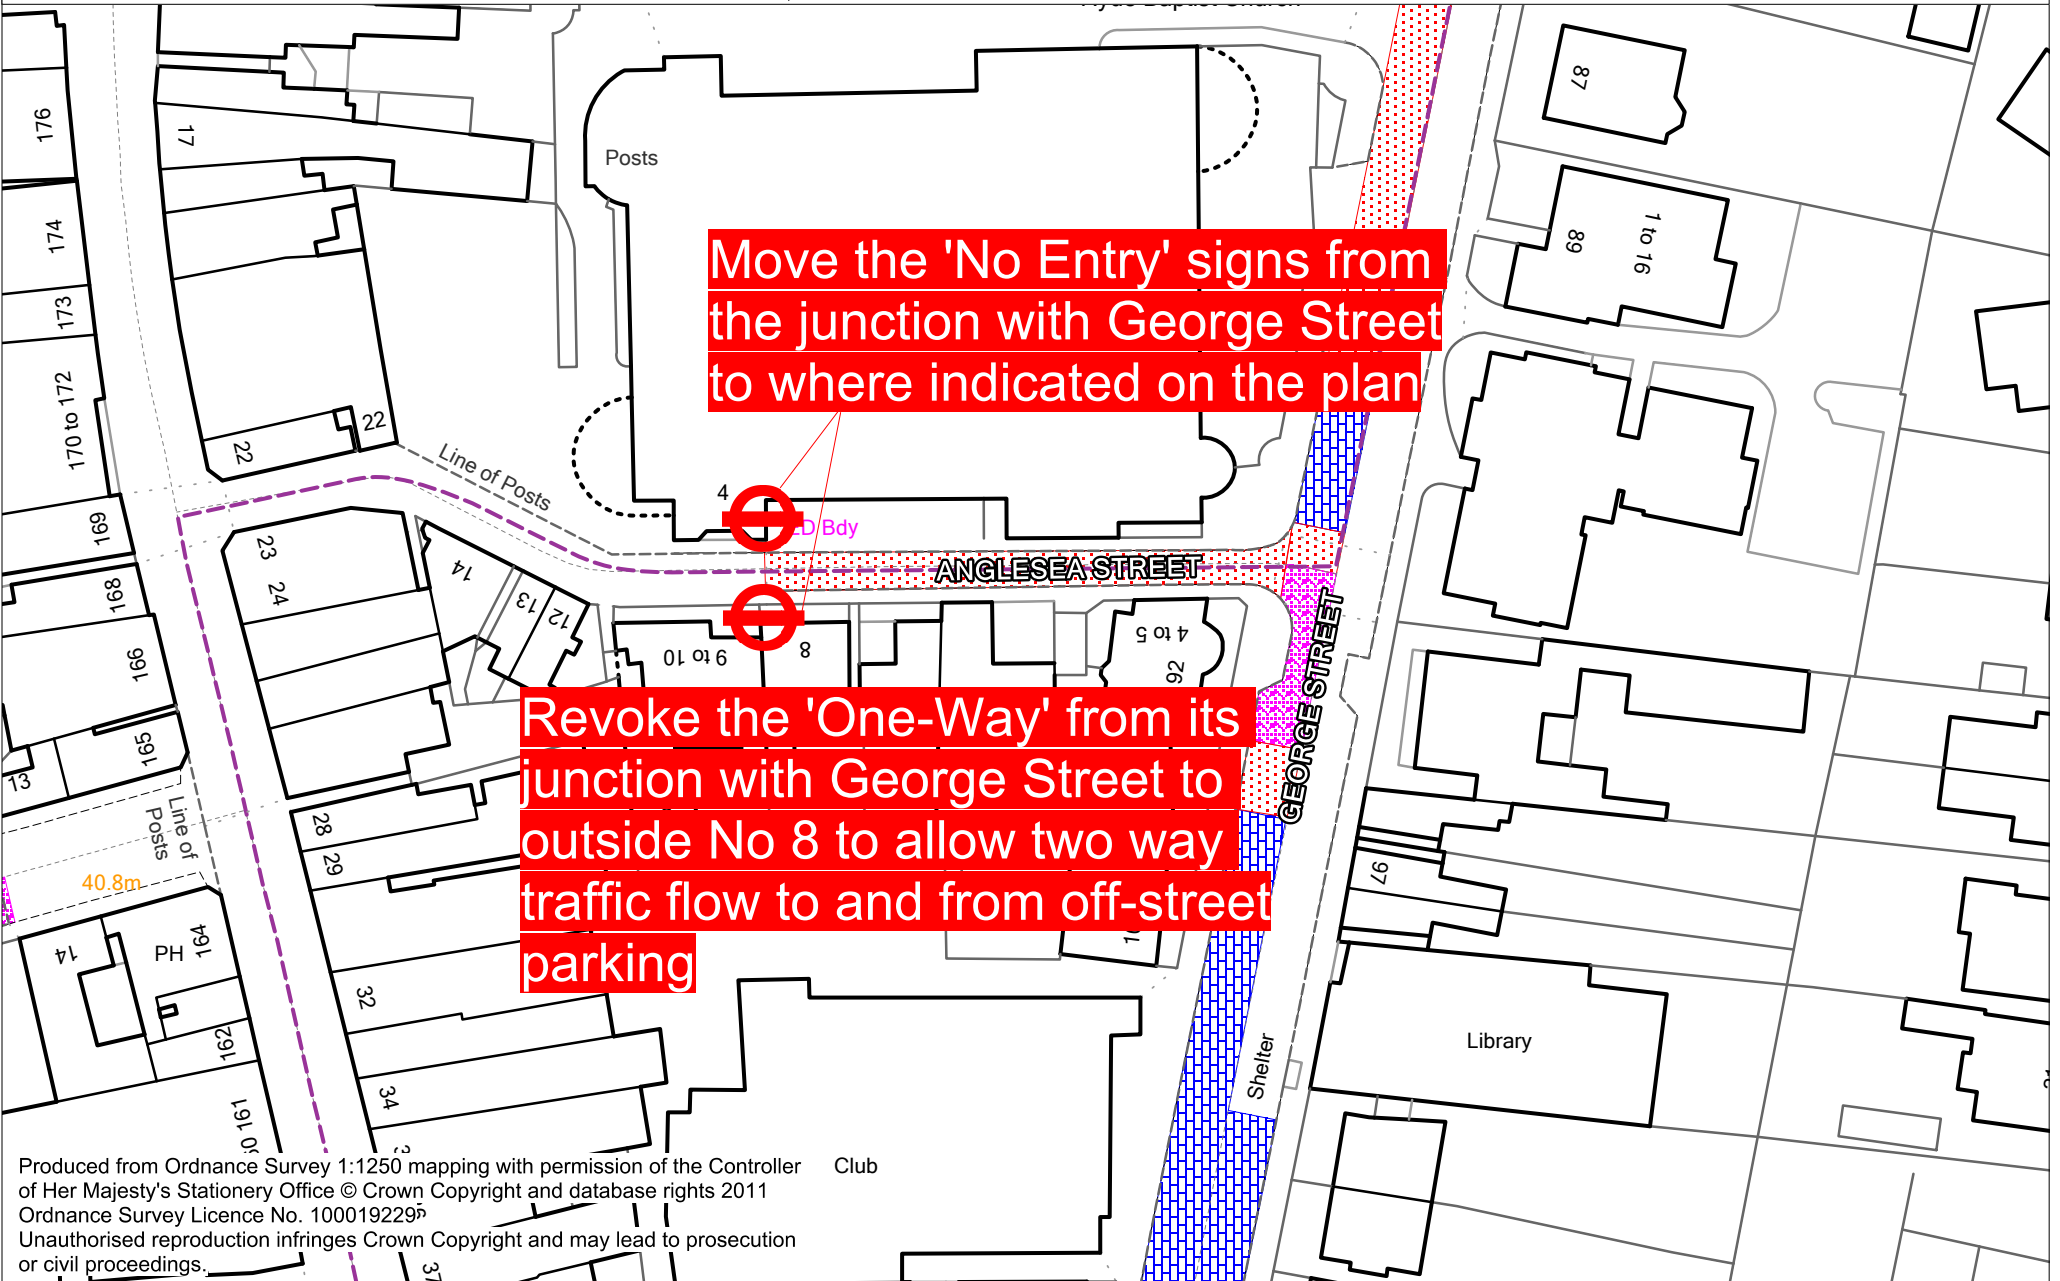 176
17
Posts
87
174
1 to 16
89
Move the 'No Entry' signs from
the junction with George Street
to where indicated on the plan
173
170 to 172
22
22
Line of Posts
4
D Bdy
169
23
ANGLESEA STREET
14
168
24
13
12
GEORGE STREET
4 to 5
9 to 10
8
166
92
Revoke the 'One-Way' from its
junction with George Street to
outside No 8 to allow two way
traffic flow to and from off-street
parking
165
13
Line of
Posts
28
29
97
40.8m
14
PH
164
32
162
Library
Shelter
34
161
Produced from Ordnance Survey 1:1250 mapping with permission of the Controller
of Her Majesty's Stationery Office © Crown Copyright and database rights 2011
Ordnance Survey Licence No. 100019229
Unauthorised reproduction infringes Crown Copyright and may lead to prosecution
or civil proceedings.
Club
37